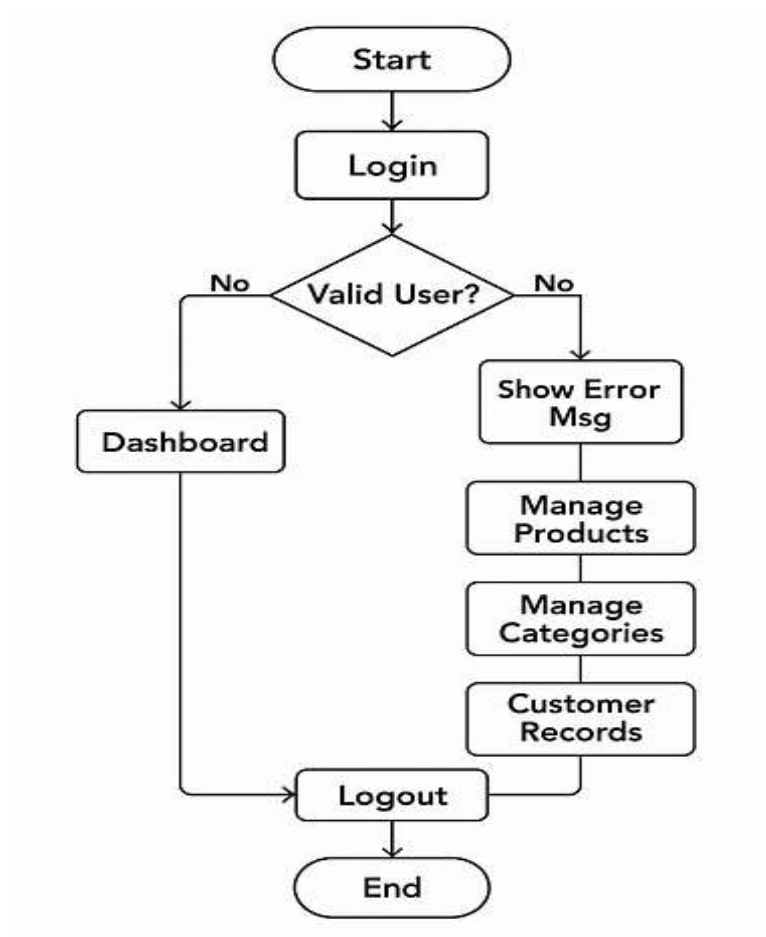 Start
Login
No
Valid User?
No
Show Error
Msg
Dashboard
Manage
Products
Manage
Categories
Customer
Records
Logout
End